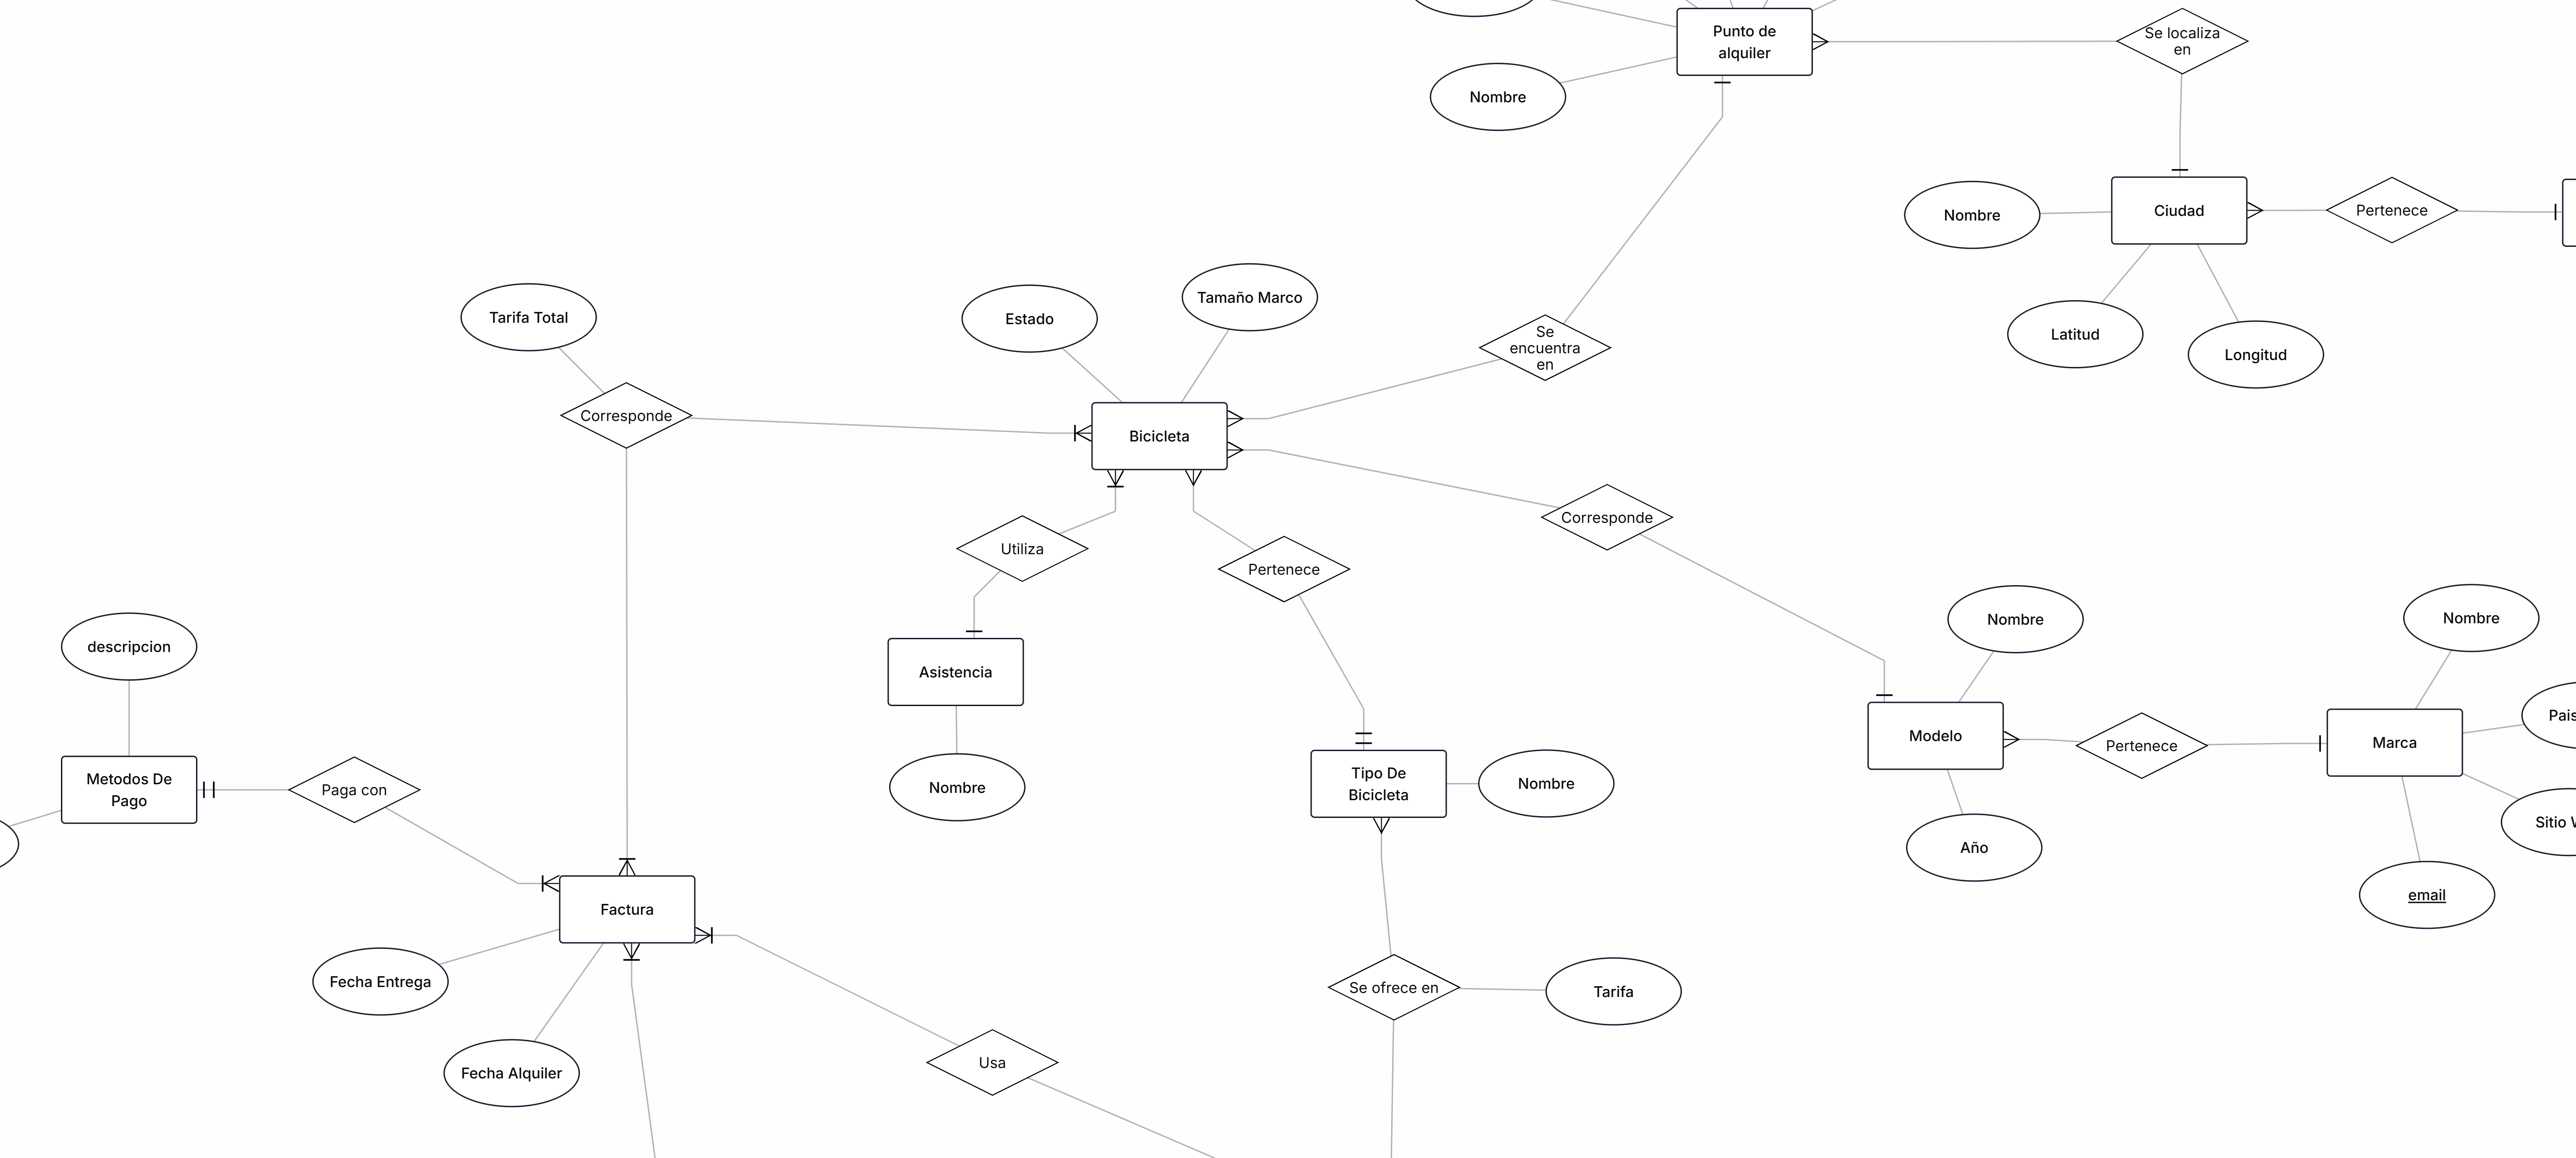 Punto de
alquiler
Se localiza
en
Nombre
Nombre
Ciudad
Pertenece
Latitud
Longitud
Tarifa Total
Estado
Tamaño Marco
Se
encuentra
en
Corresponde
Bicicleta
Corresponde
Utiliza
Pertenece
descripcion
Asistencia
Nombre
Nombre
Metodos De
Pago
Paga con
Nombre
Tipo De
Bicicleta
Nombre
Modelo
Pertenece
Marca
Pais
Sitio
Año
email
Factura
Fecha Entrega
Se ofrece en
Tarifa
Fecha Alquiler
Usa